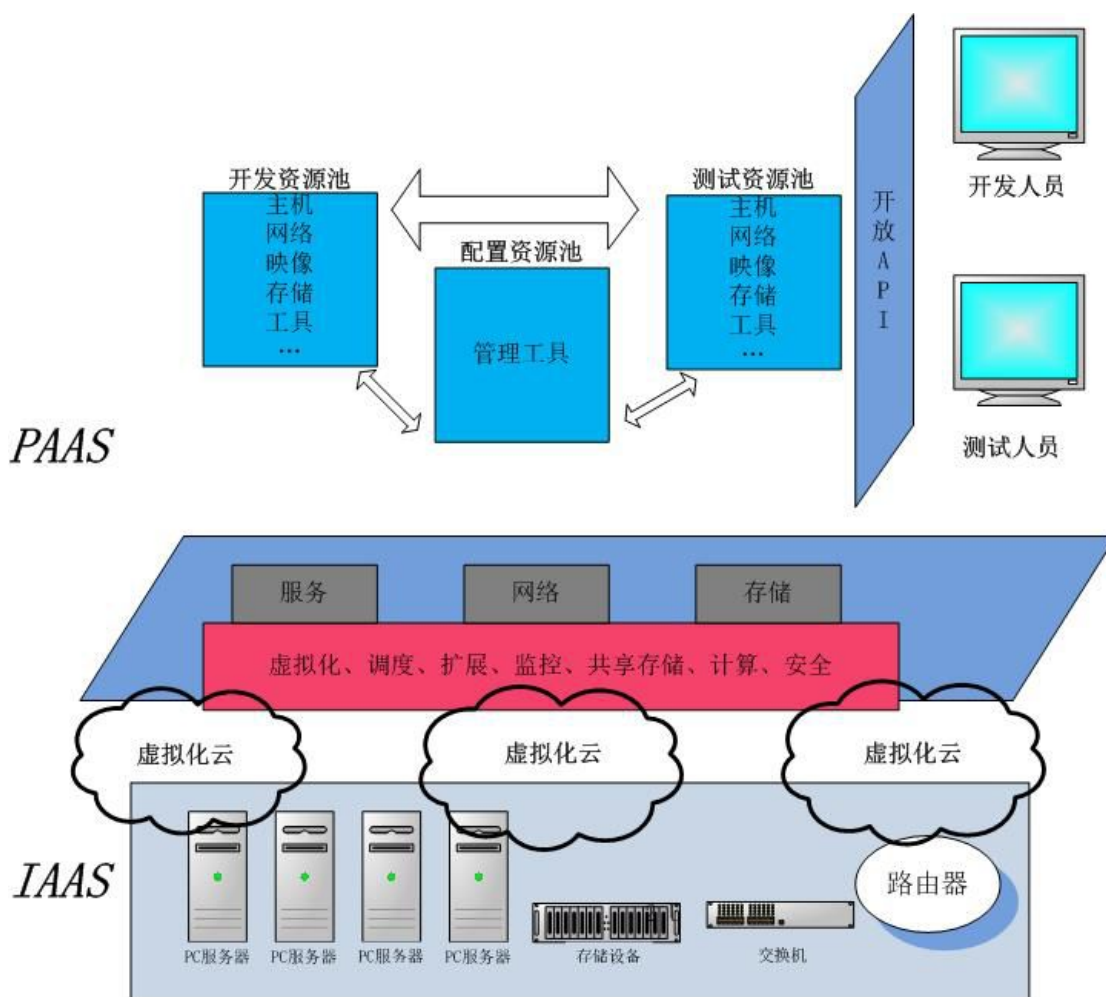 开发资源池
主机
网络
映像
存储
工具
...
配置资源池
管理工具
测试资源池
主机
网络
映像
存储
工具
...
开放API
开发人员
测试人员
PAAS
服务
网络
存储
虚拟化、调度、扩展、监控、共享存储、计算、安全
虚拟化云
虚拟化云
虚拟化云
IAAS
PC服务器
PC服务器
PC服务器
PC服务器
存储设备
交换机
路由器